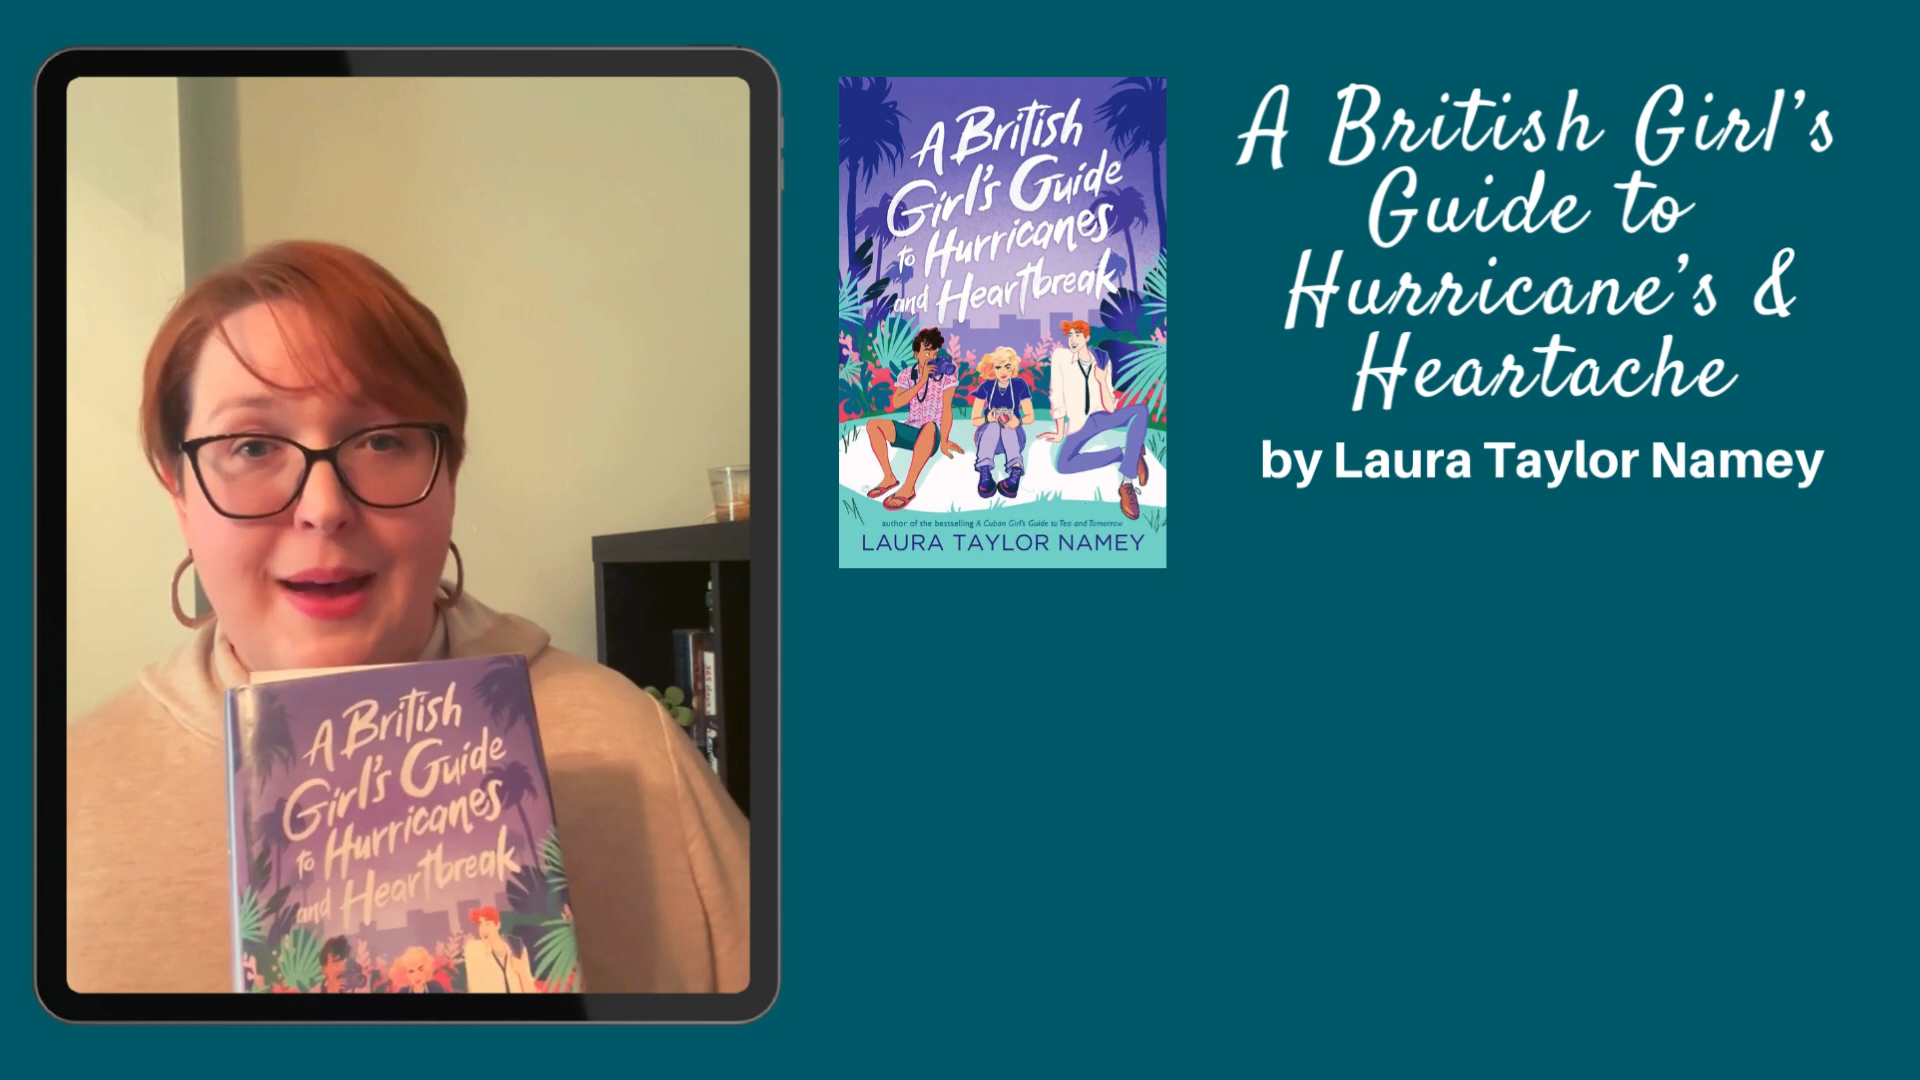 A British
Girl's Guide
to Hurricanes
and Heartbreak
A British
Girl's Guide
to Hurricanes
and Heartbreak
author of the bestselling A Cuban Girl's Guide to Tea and Tomorrow
LAURA TAYLOR NAMEY
A British Girl's
Guide to
Hurricane's &
Heartache
by Laura Taylor Namey